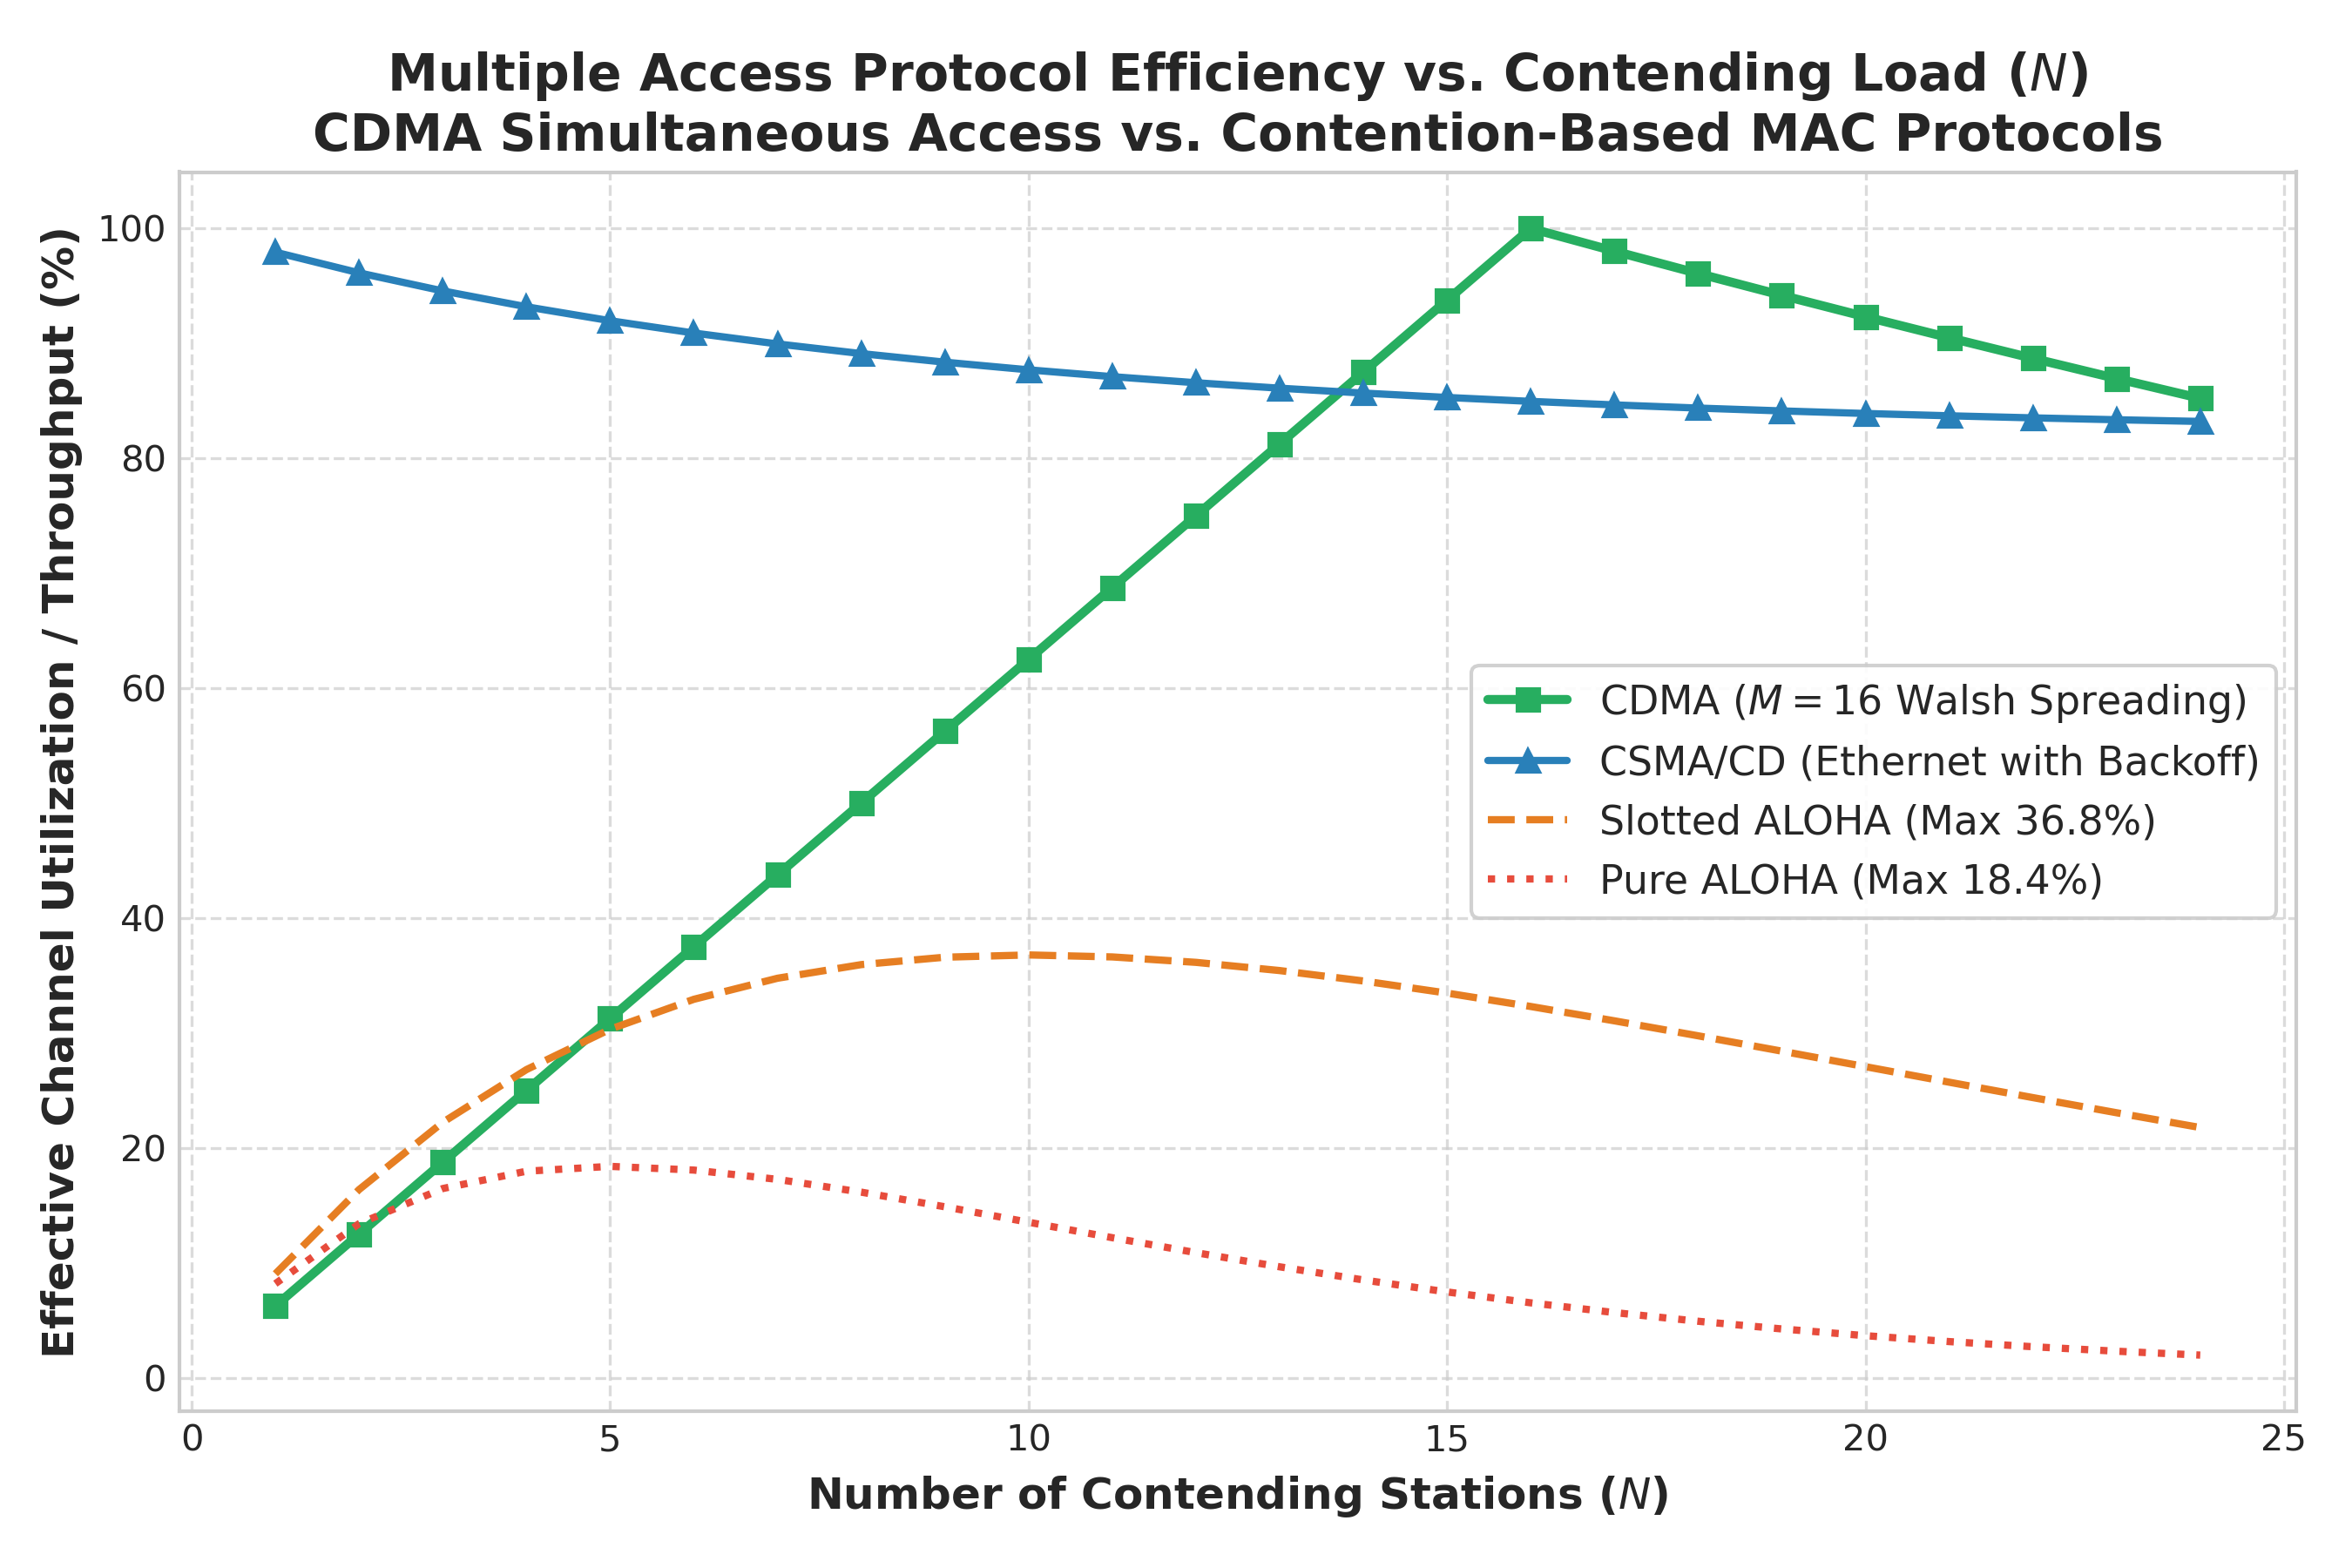 Multiple Access Protocol Efficiency vs. Contending Load (N)
CDMA Simultaneous Access vs. Contention-Based MAC Protocols
Effective Channel Utilization / Throughput (%)
100
80
60
40
20
0
CDMA (M = 16 Walsh Spreading)
CSMA/CD (Ethernet with Backoff)
Slotted ALOHA (Max 36.8%)
Pure ALOHA (Max 18.4%)
0 5 10 15 20 25
Number of Contending Stations (N)